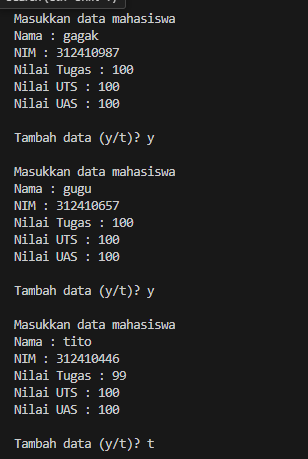 Masukkan data mahasiswa
Nama : gagak
NIM : 312410987
Nilai Tugas : 100
Nilai UTS : 100
Nilai UAS : 100
Tambah data (y/t)? y
Masukkan data mahasiswa
Nama : gugu
NIM : 312410657
Nilai Tugas : 100
Nilai UTS : 100
Nilai UAS : 100
Tambah data (y/t)? y
Masukkan data mahasiswa
Nama : tito
NIM : 312410446
Nilai Tugas : 99
Nilai UTS : 100
Nilai UAS : 100
Tambah data (y/t)? t